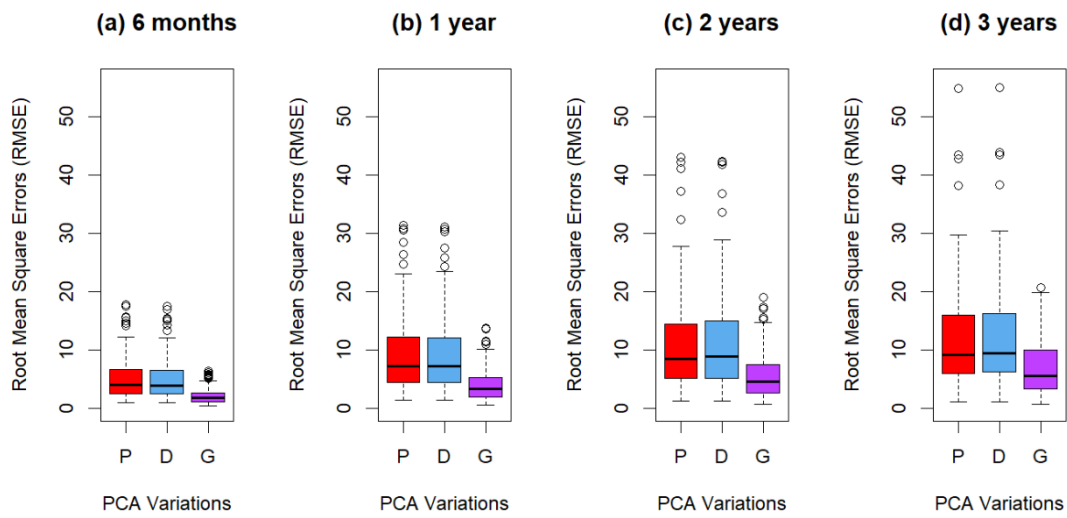 (a) 6 months
(b) 1 year
(c) 2 years
(d) 3 years
Root Mean Square Errors (RMSE)
0
10
20
30
40
50
P
D
G
PCA Variations
Root Mean Square Errors (RMSE)
0
10
20
30
40
50
P
D
G
PCA Variations
Root Mean Square Errors (RMSE)
0
10
20
30
40
50
P
D
G
PCA Variations
Root Mean Square Errors (RMSE)
0
10
20
30
40
50
P
D
G
PCA Variations